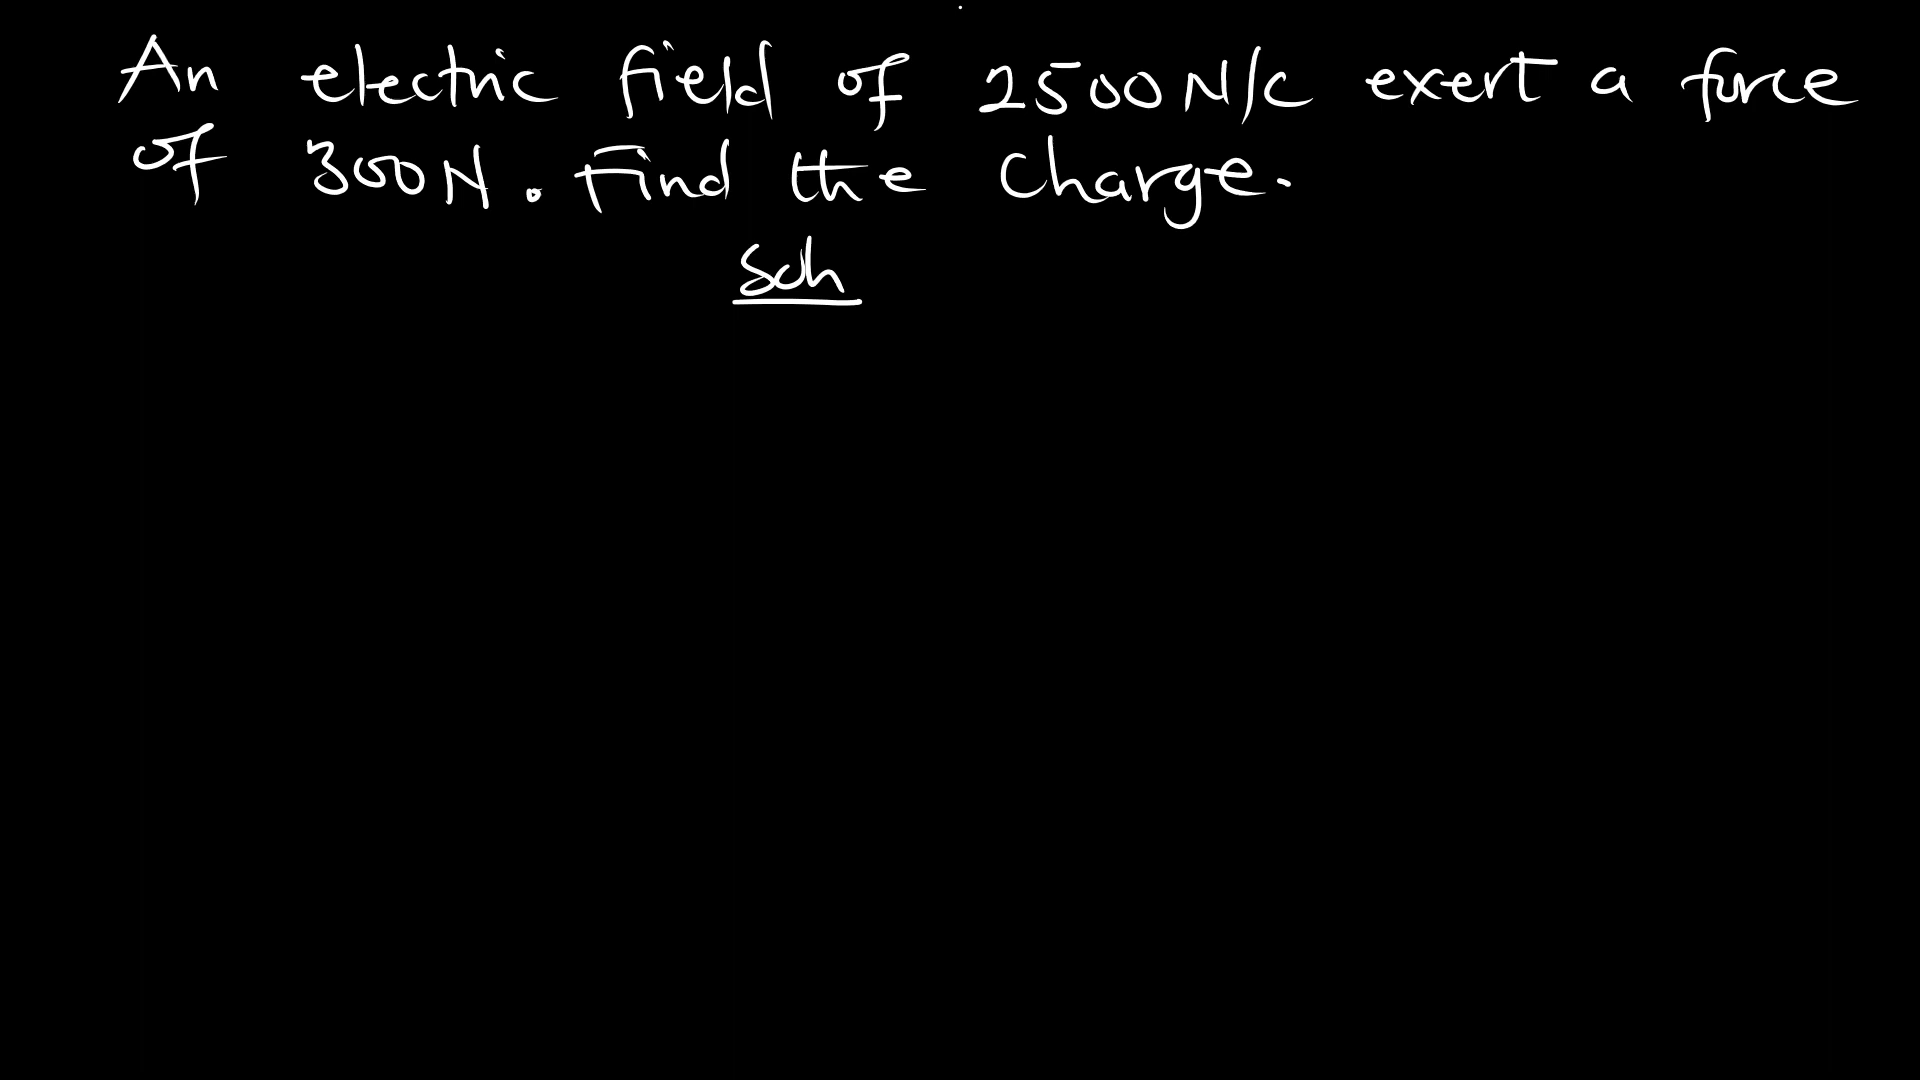 An electric field of 2500N/C exert a force
of 300N. Find the charge.
Soln